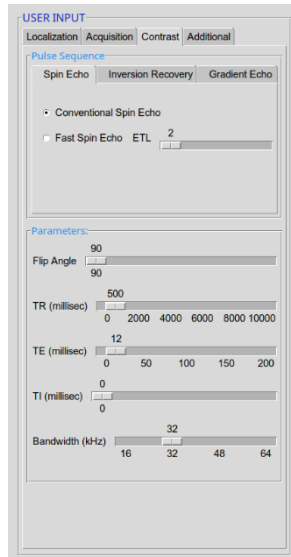 USER INPUT
Localization Acquisition Contrast Additional
Pulse Sequence
Spin Echo Inversion Recovery Gradient Echo
Conventional Spin Echo
Fast Spin Echo ETL 2
Parameters:
90
Flip Angle
90
500
TR (millisec)
0 2000 4000 6000 8000 10000
12
TE (millisec)
0 50 100 150 200
0
TI (millisec)
0
32
Bandwidth (kHz)
16 32 48 64